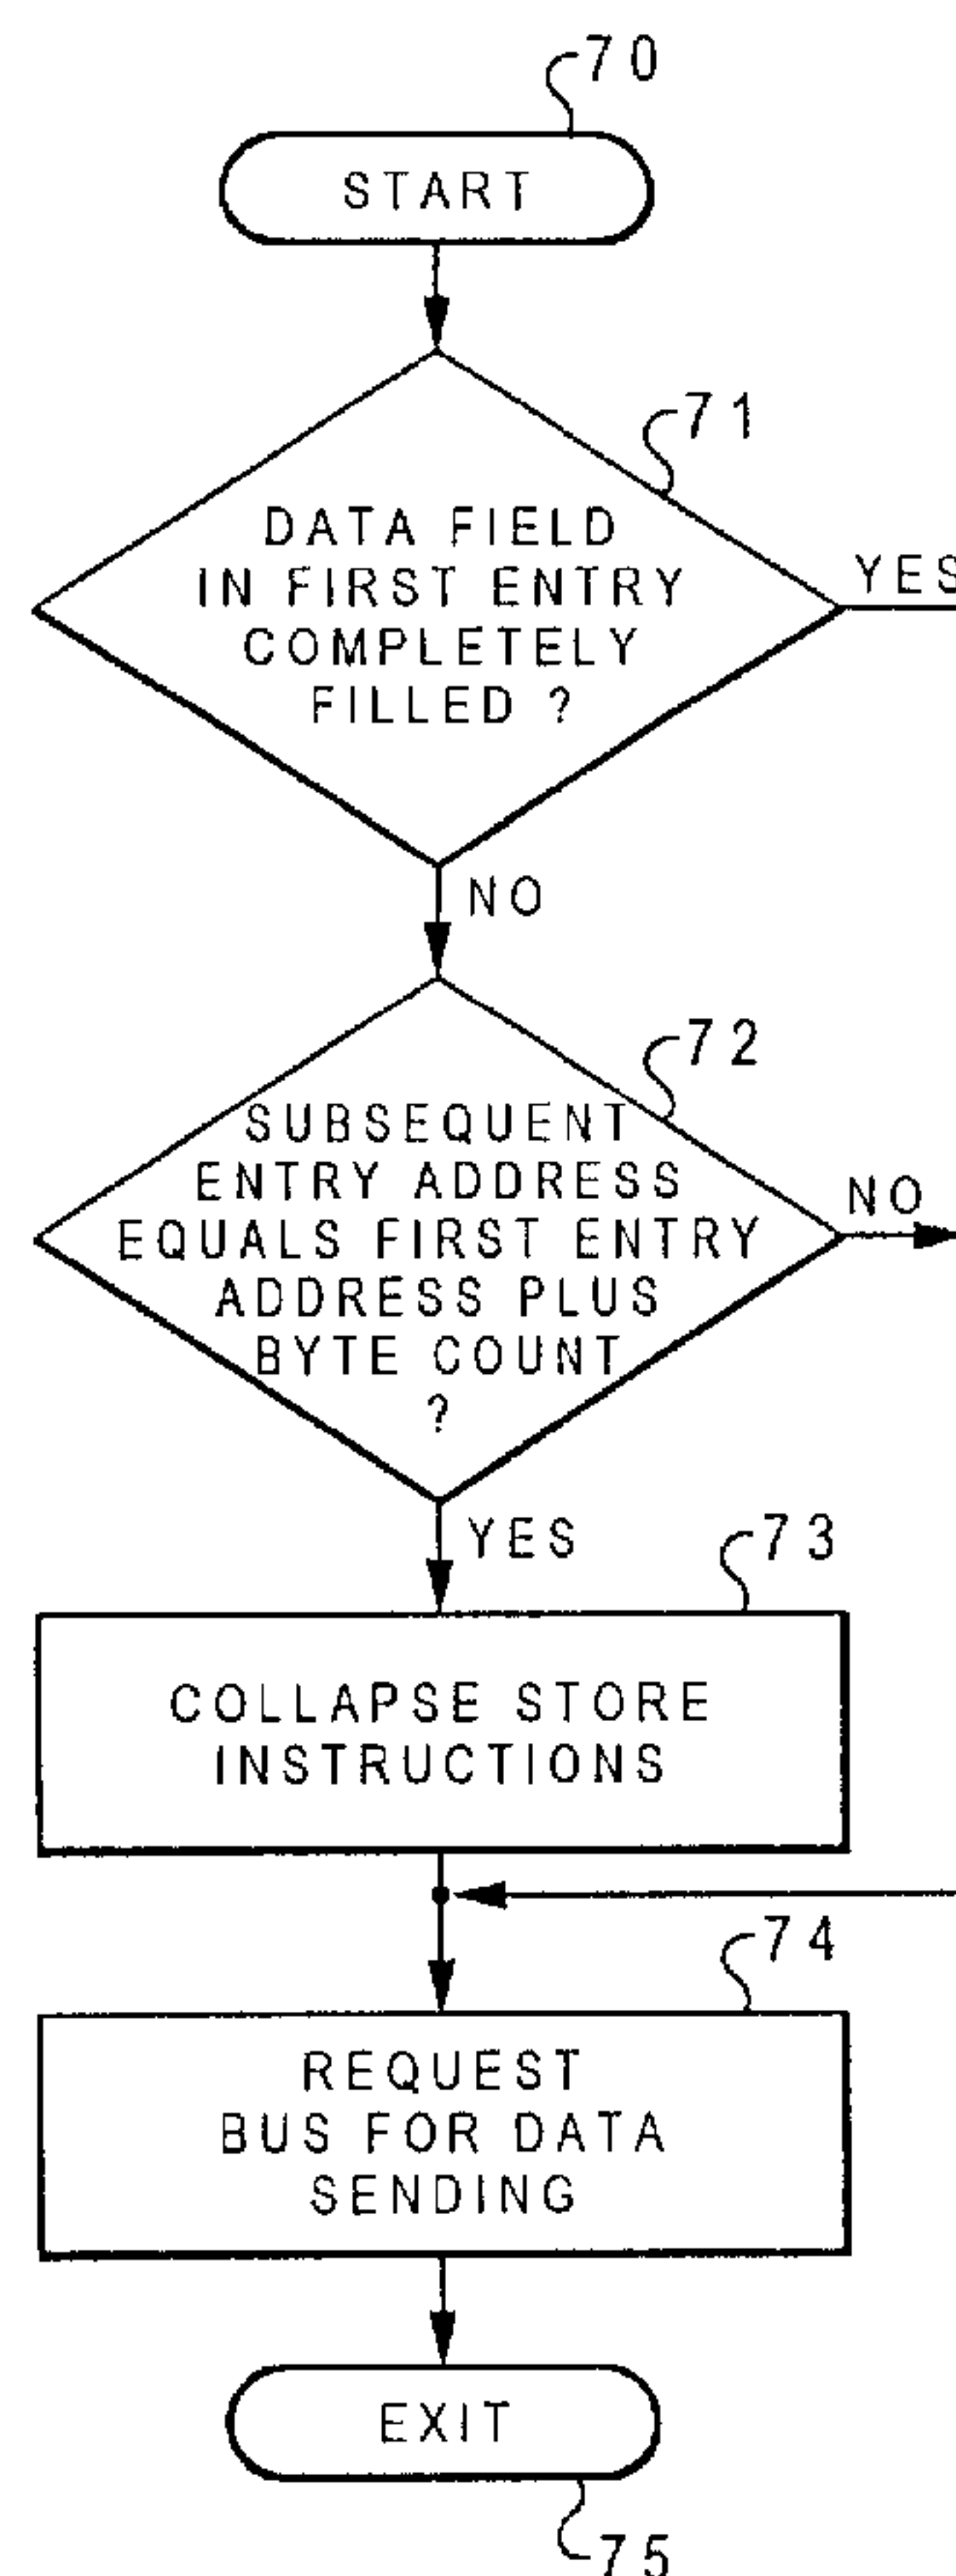 70
START
71
DATA FIELD
IN FIRST ENTRY
COMPLETELY
FILLED ?
YES
NO
72
SUBSEQUENT
ENTRY ADDRESS
EQUALS FIRST ENTRY
ADDRESS PLUS
BYTE COUNT
?
NO
YES
73
COLLAPSE STORE
INSTRUCTIONS
74
REQUEST
BUS FOR DATA
SENDING
EXIT
75